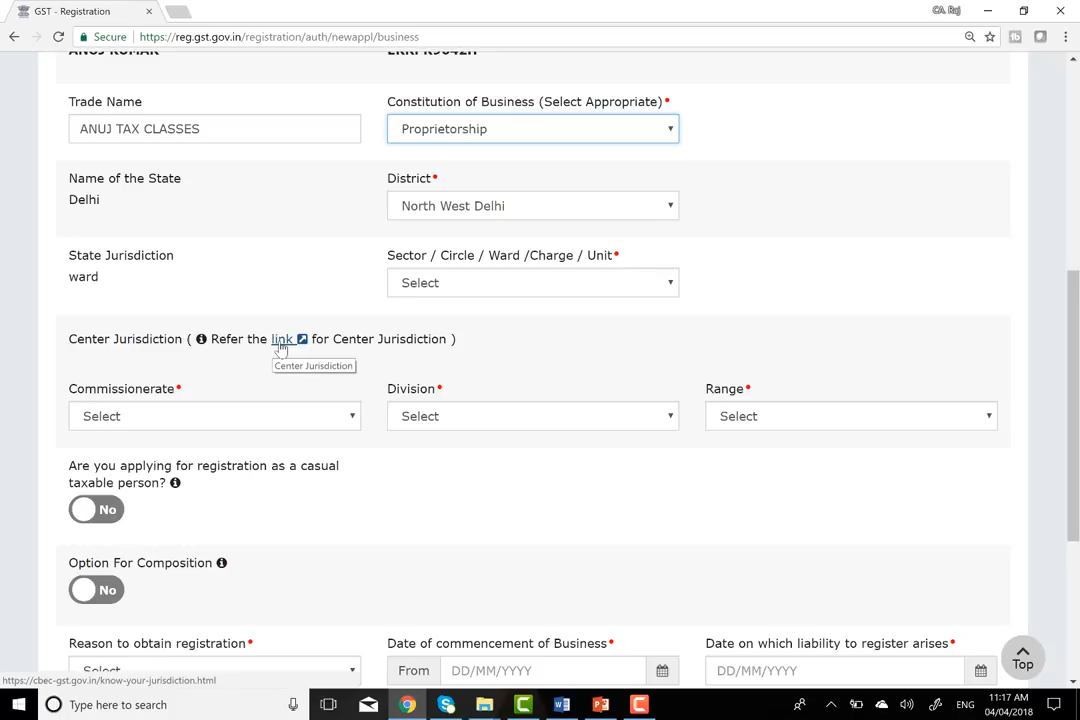 GST - Registration
CA. Raj
Secure
https://reg.gst.gov.in/registration/auth/newappl/business
ANUJ KUMAR
Trade Name
Constitution of Business (Select Appropriate)*
ANUJ TAX CLASSES
Proprietorship
Name of the State
District*
Delhi
North West Delhi
State Jurisdiction
Sector / Circle / Ward /Charge / Unit*
ward
Select
Center Jurisdiction ( Refer the link for Center Jurisdiction )
Center Jurisdiction
Commissionerate*
Division*
Range*
Select
Select
Select
Are you applying for registration as a casual
taxable person?
No
Option For Composition
No
Reason to obtain registration*
Date of commencement of Business*
Date on which liability to register arises*
Select
From
DD/MM/YYYY
DD/MM/YYYY
Top
https://cbec-gst.gov.in/know-your-jurisdiction.html
Type here to search
ENG
11:17 AM
04/04/2018